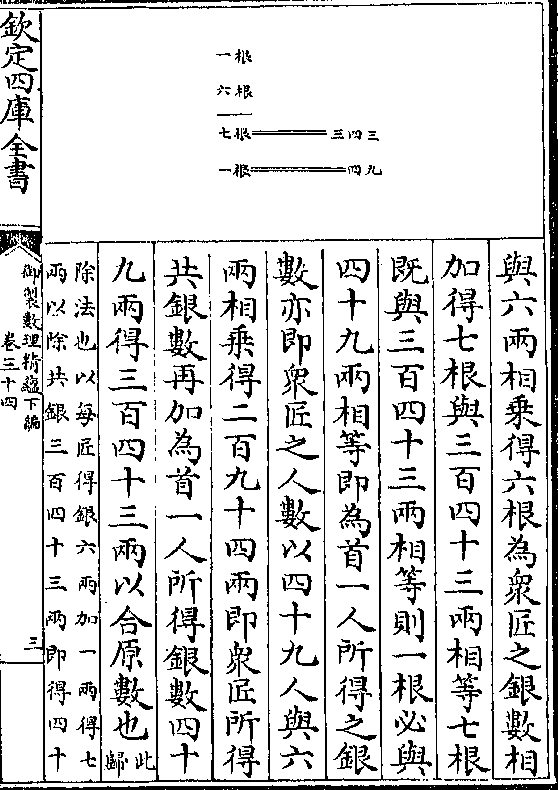 一根
六根
七根 三四三
一根 四九
與六兩相乘得六根為衆匠之銀數相
加得七根與三百四十三兩相等七根
既與三百四十三兩相等則一根必與
四十九兩相等即為首一人所得之銀
數亦即衆匠之人數以四十九人與六
兩相乘得二百九十四兩即衆匠所得
共銀數再加為首一人所得銀數四十
九兩得三百四十三兩以合原數也此歸
除法也以每匠得銀六兩加一兩得七
兩以除共銀三百四十三兩即得四十
欽定四庫全書
御製數理精蘊下編
卷三十四
三